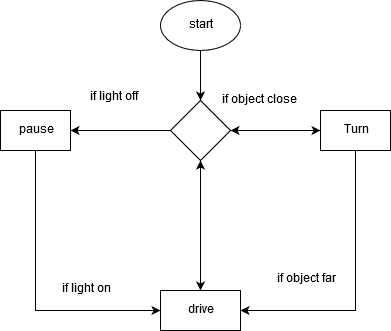 start
if light off
if object close
pause
Turn
if light on
if object far
drive